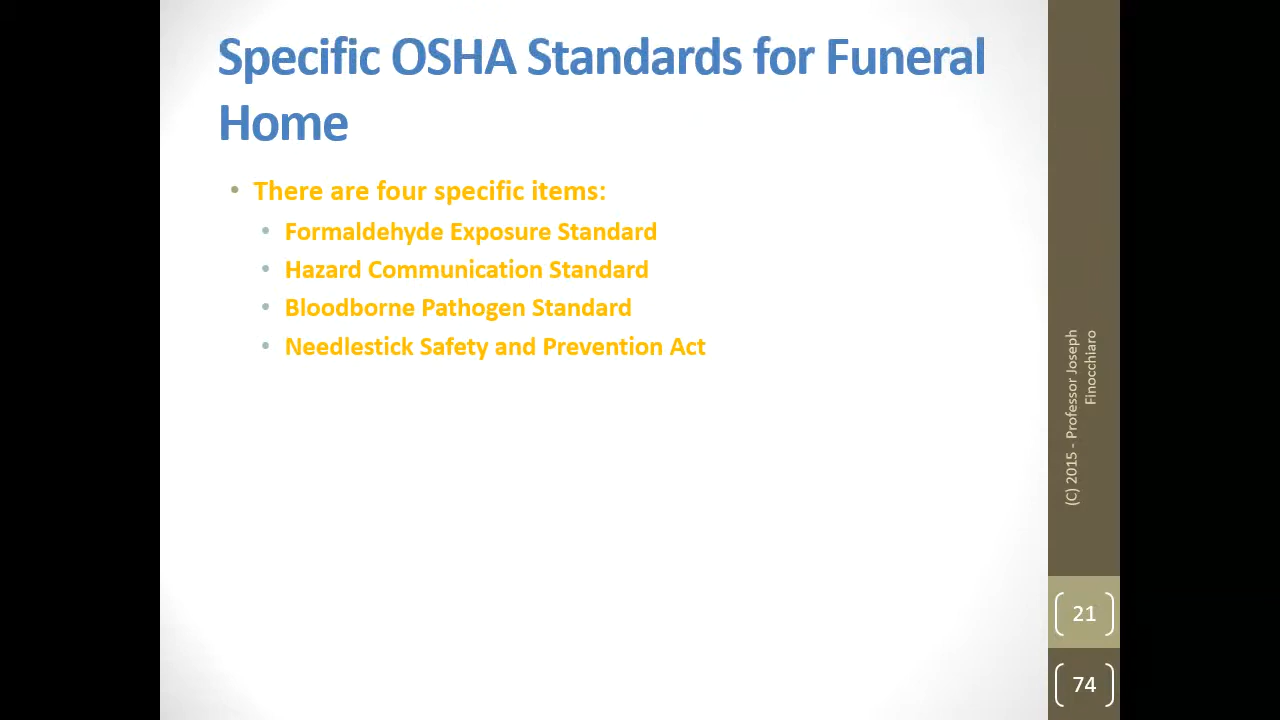 Specific OSHA Standards for Funeral
Home
• There are four specific items:
• Formaldehyde Exposure Standard
• Hazard Communication Standard
• Bloodborne Pathogen Standard
• Needlestick Safety and Prevention Act
(C) 2015 - Professor Joseph
Finocchiaro
21
74